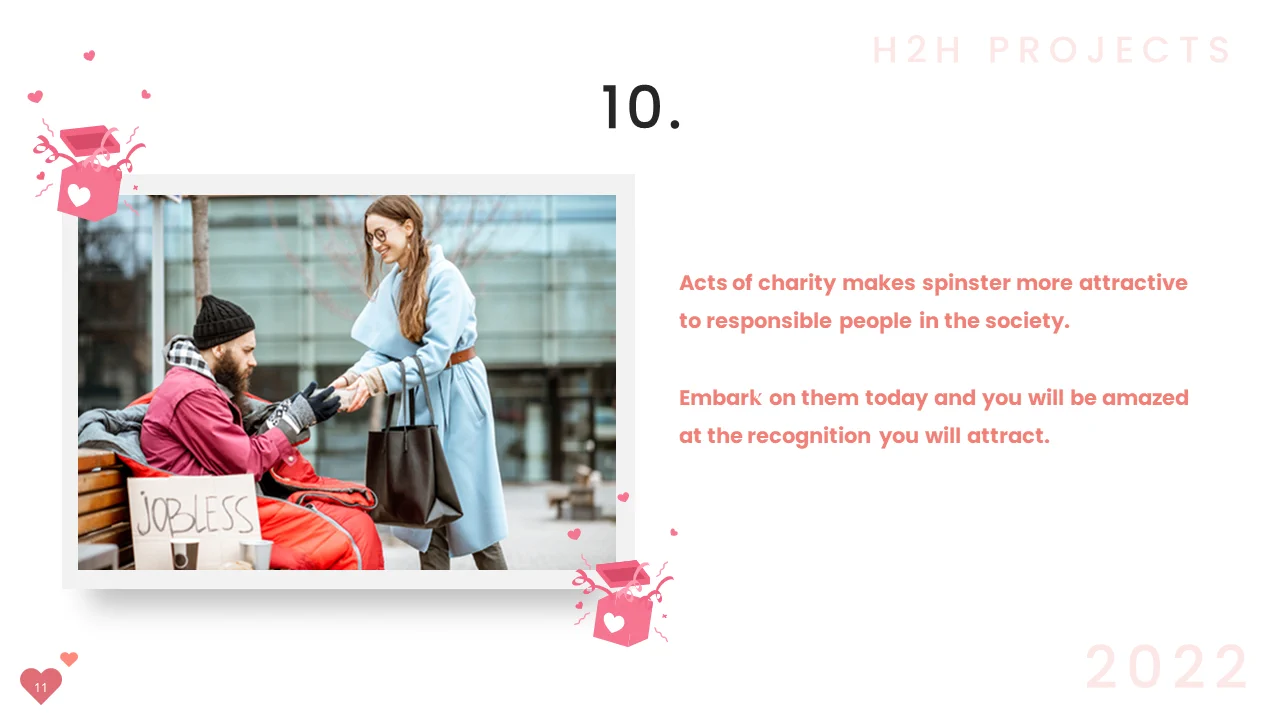 H2H PROJECTS
10.
Acts of charity makes spinster more attractive
to responsible people in the society.
Embark on them today and you will be amazed
at the recognition you will attract.
JOBLESS
2022
11